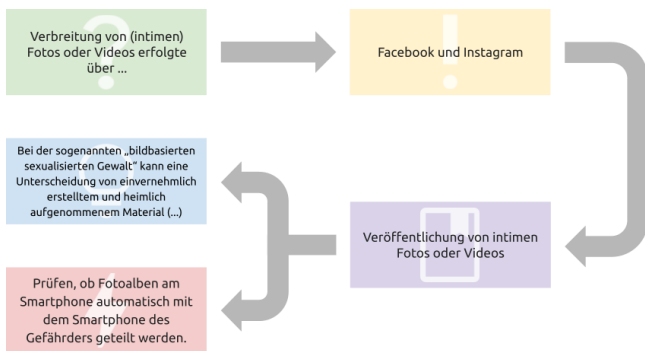 Verbreitung von (intimen)
Fotos oder Videos erfolgte
über ...
Facebook und Instagram
Bei der sogenannten „bildbasierten
sexualisierten Gewalt“ kann eine
Unterscheidung von einvernehmlich
erstelltem und heimlich
aufgenommenem Material (...)
Veröffentlichung von intimen
Fotos oder Videos
Prüfen, ob Fotoalben am
Smartphone automatisch mit
dem Smartphone des
Gefährders geteilt werden.